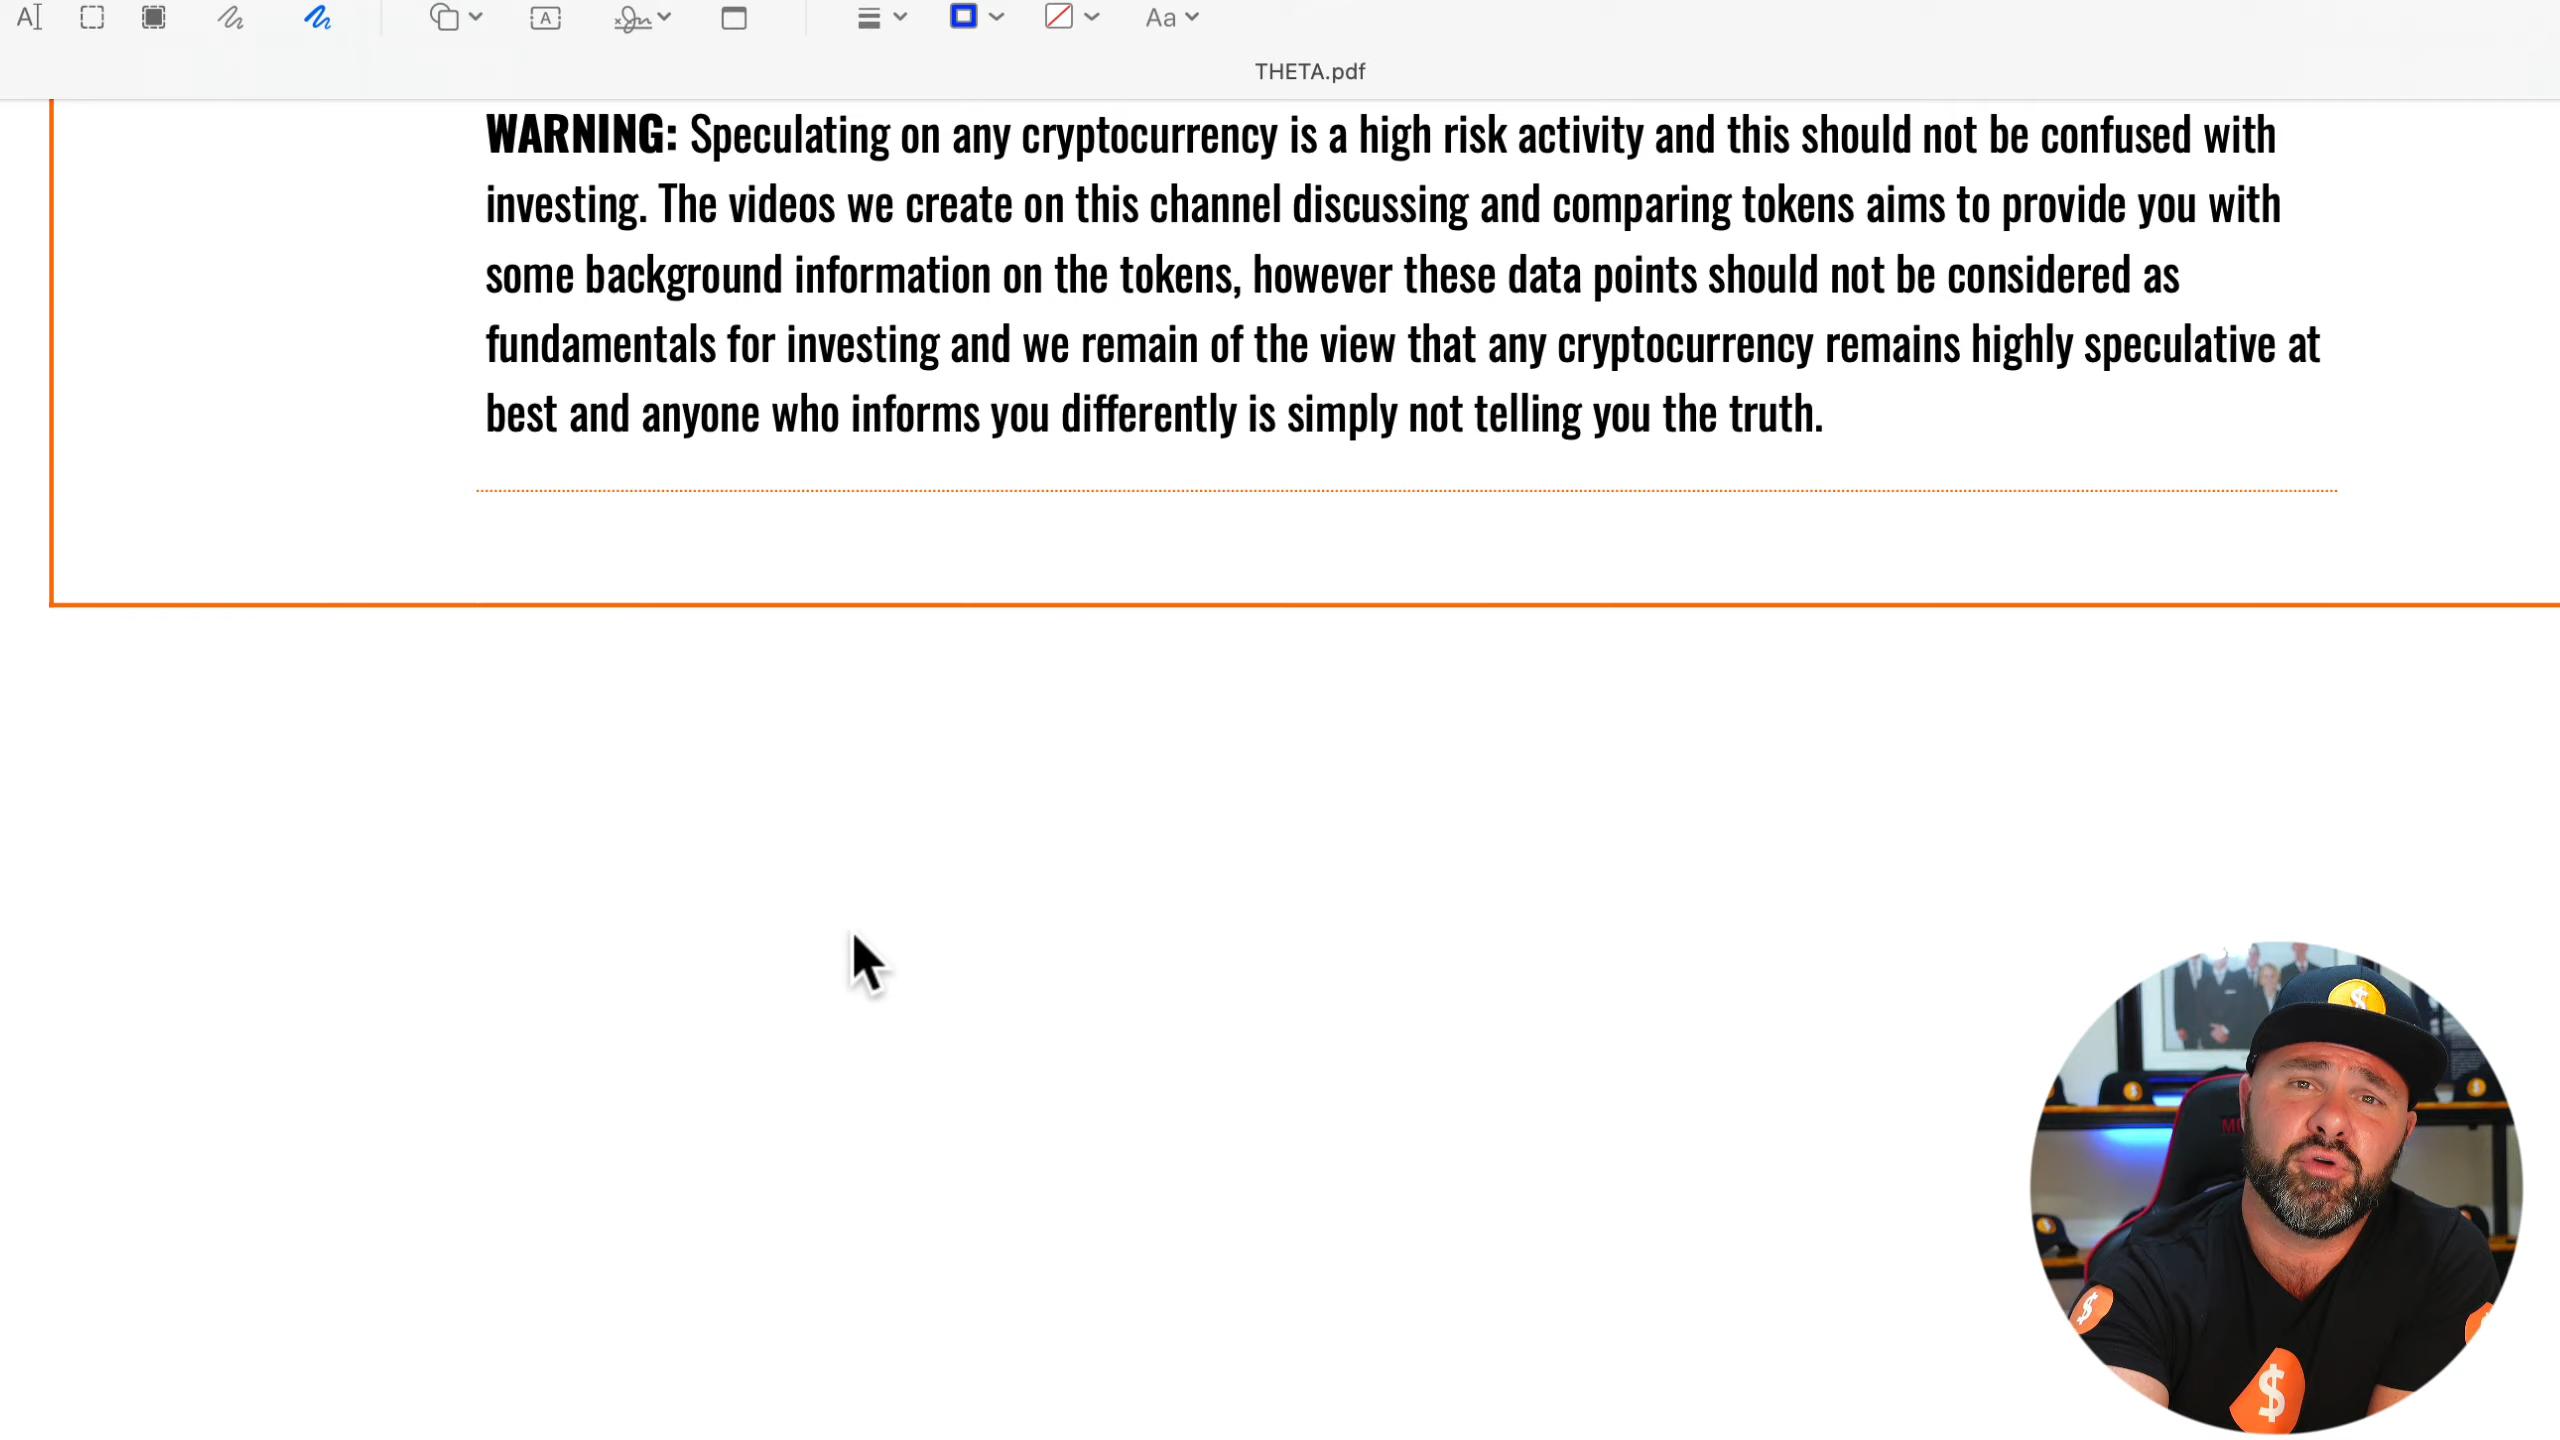 THETA.pdf
WARNING: Speculating on any cryptocurrency is a high risk activity and this should not be confused with
investing. The videos we create on this channel discussing and comparing tokens aims to provide you with
some background information on the tokens, however these data points should not be considered as
fundamentals for investing and we remain of the view that any cryptocurrency remains highly speculative at
best and anyone who informs you differently is simply not telling you the truth.
A
Aa
$
$
$